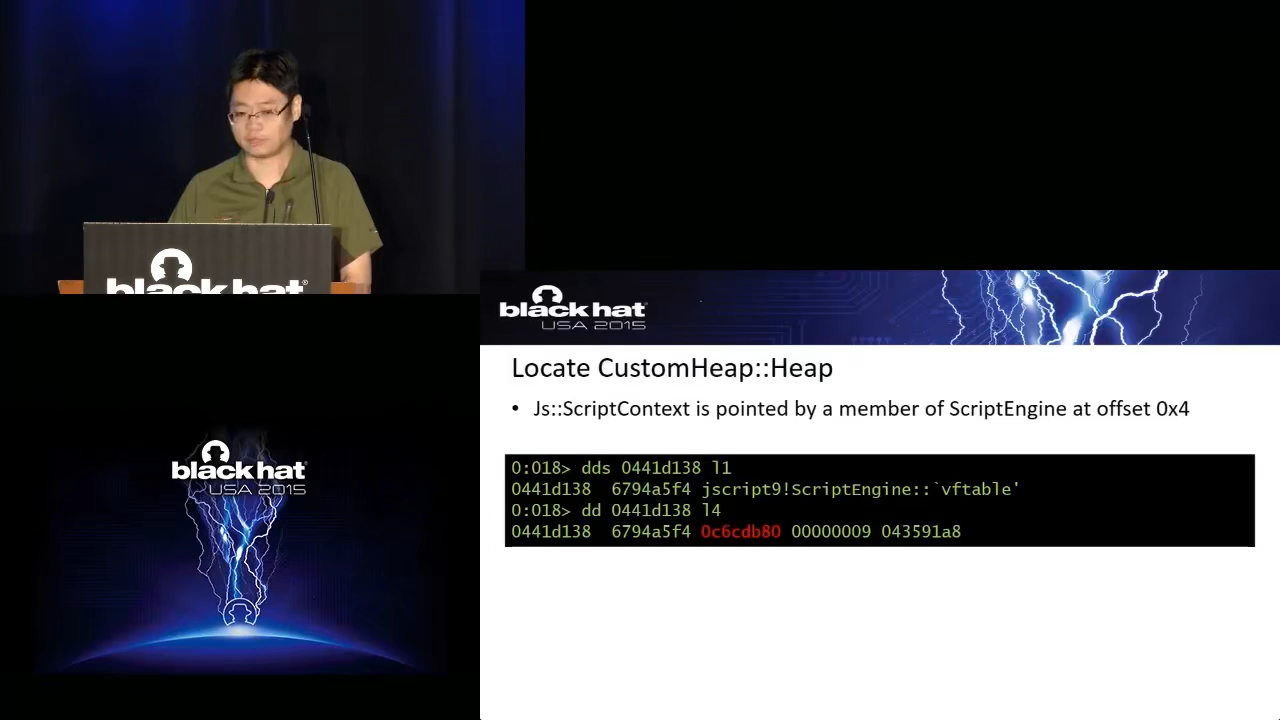 black hat
black hat
USA 2015
Locate CustomHeap::Heap
• Js::ScriptContext is pointed by a member of ScriptEngine at offset 0x4
0:018> dds 0441d138 l1
0441d138  6794a5f4 jscript9!ScriptEngine::`vftable'
0:018> dd 0441d138 l4
0441d138  6794a5f4 0c6cdb80 00000009 043591a8
black hat
USA 2015